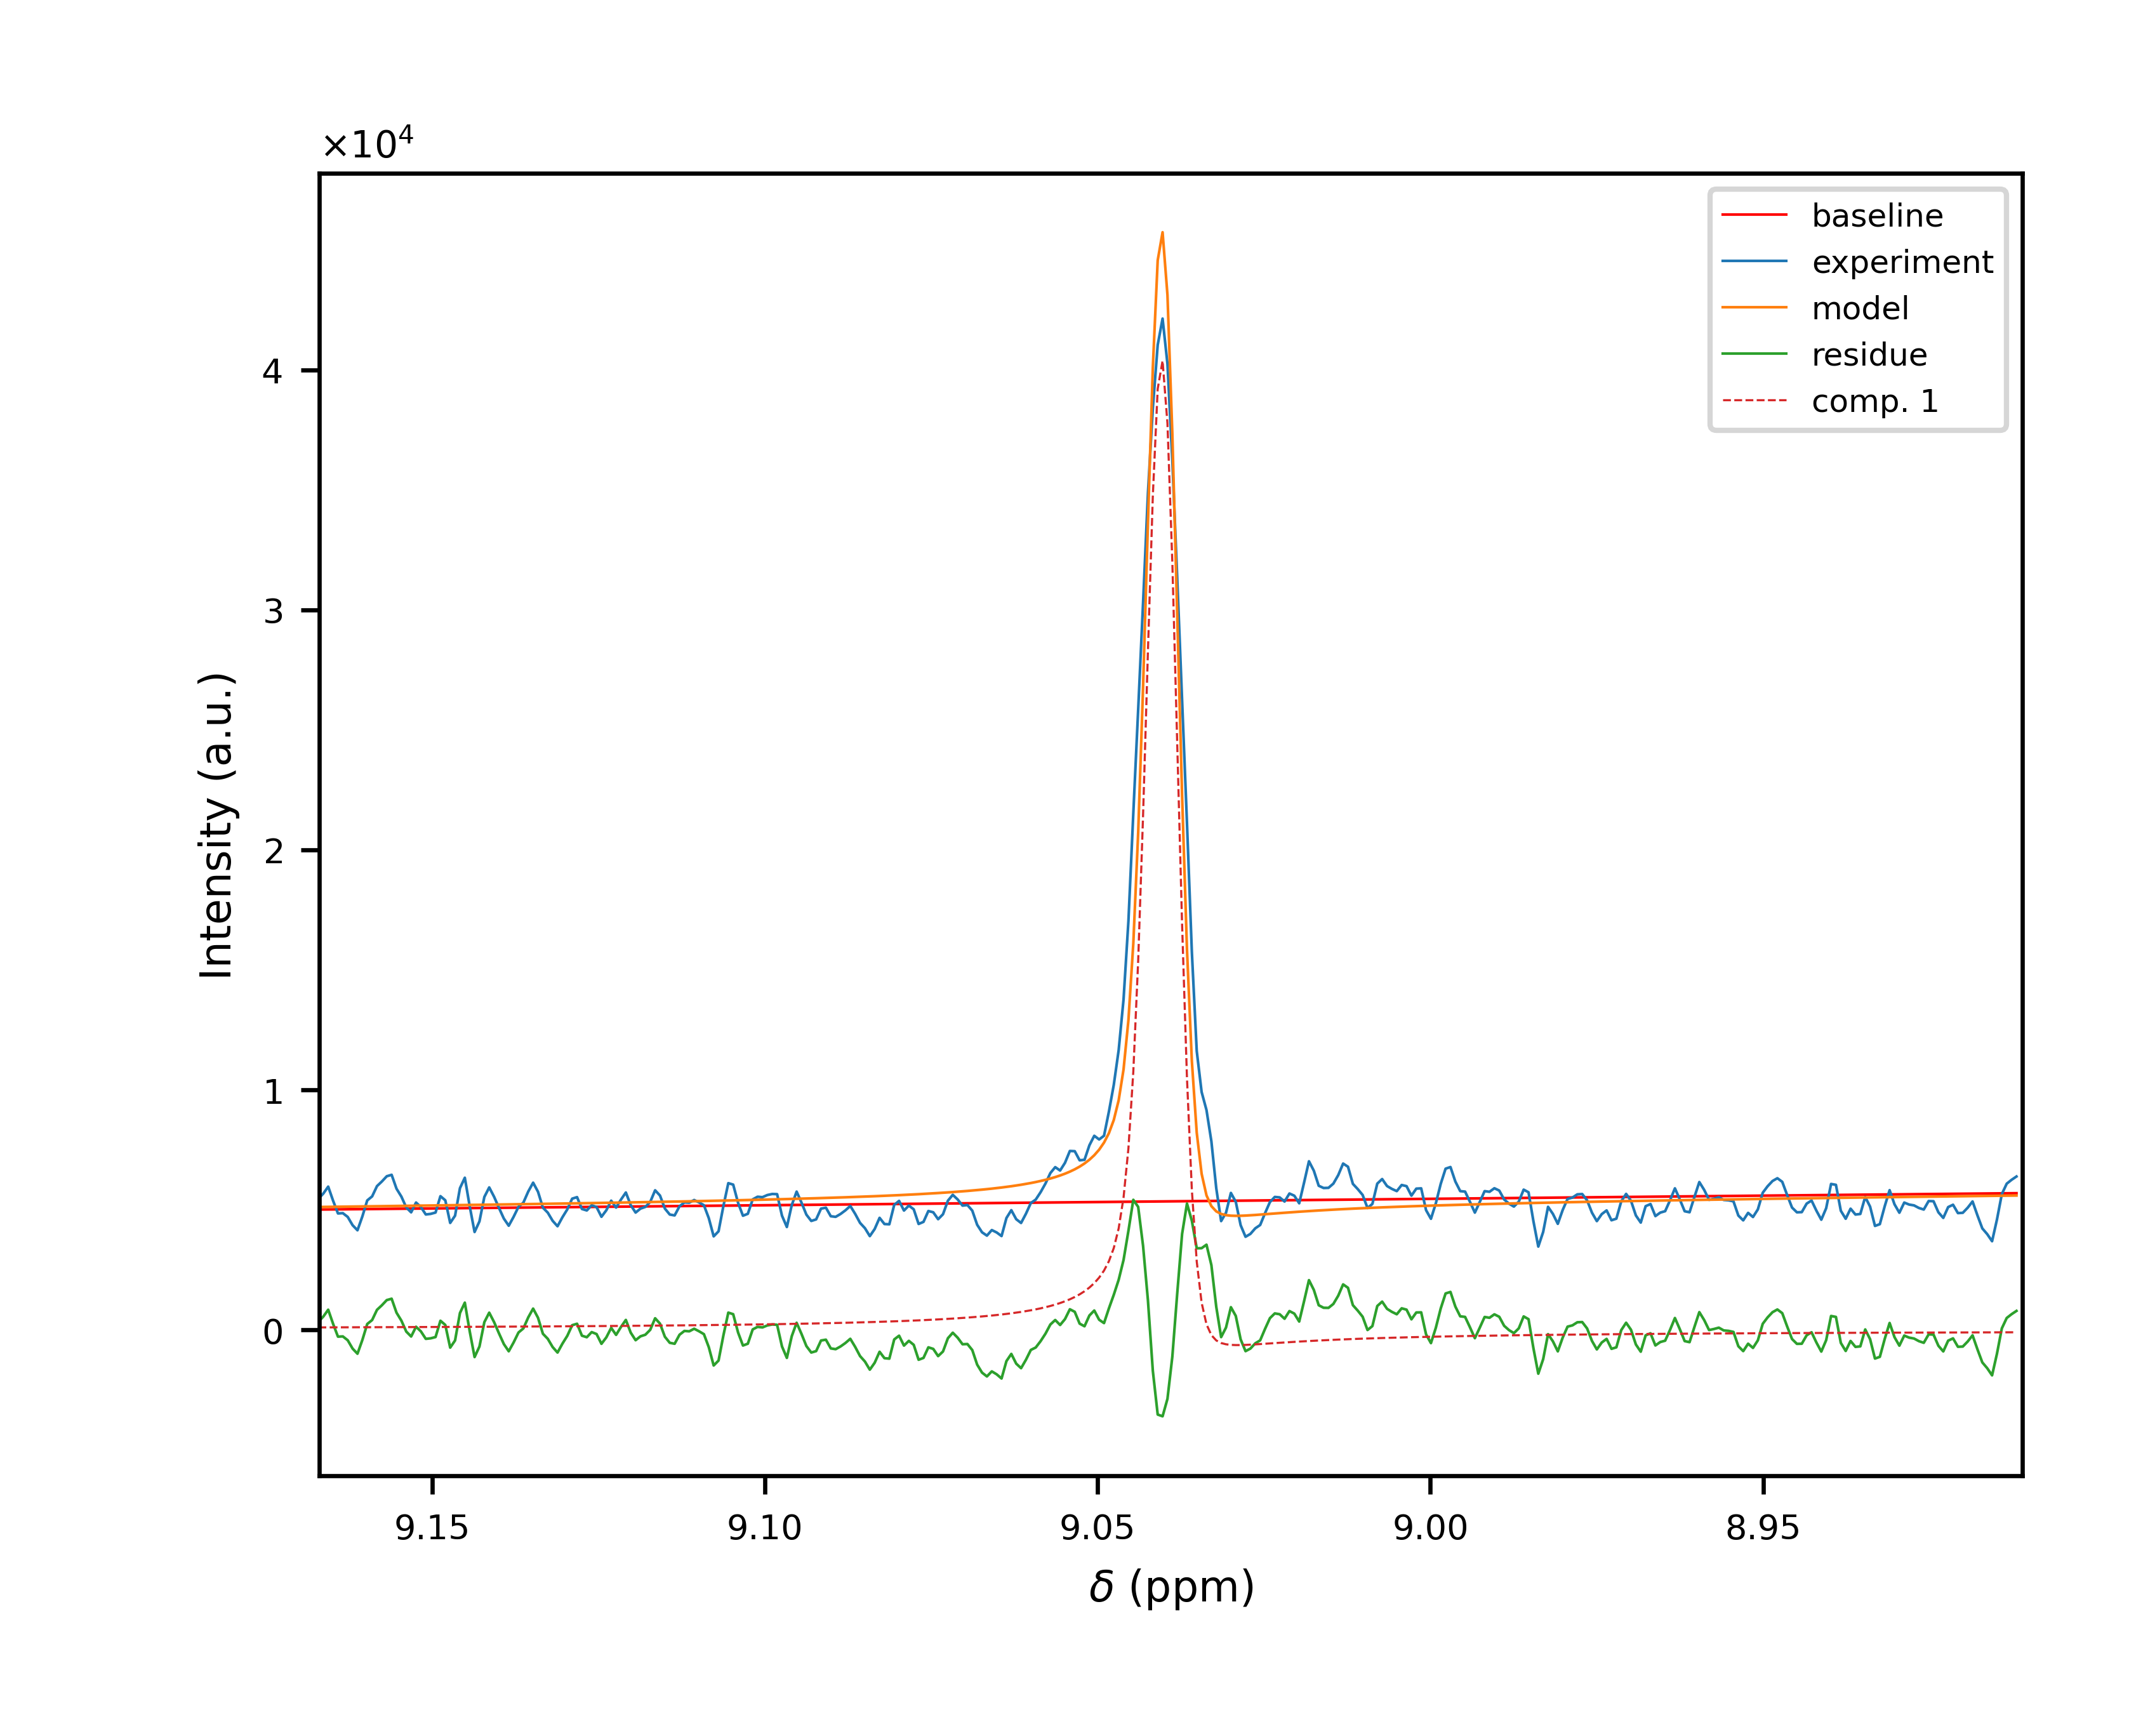 ×10⁴
baseline
experiment
model
residue
comp. 1
4
3
2
1
0
Intensity (a.u.)
9.15 9.10 9.05 9.00 8.95
δ (ppm)